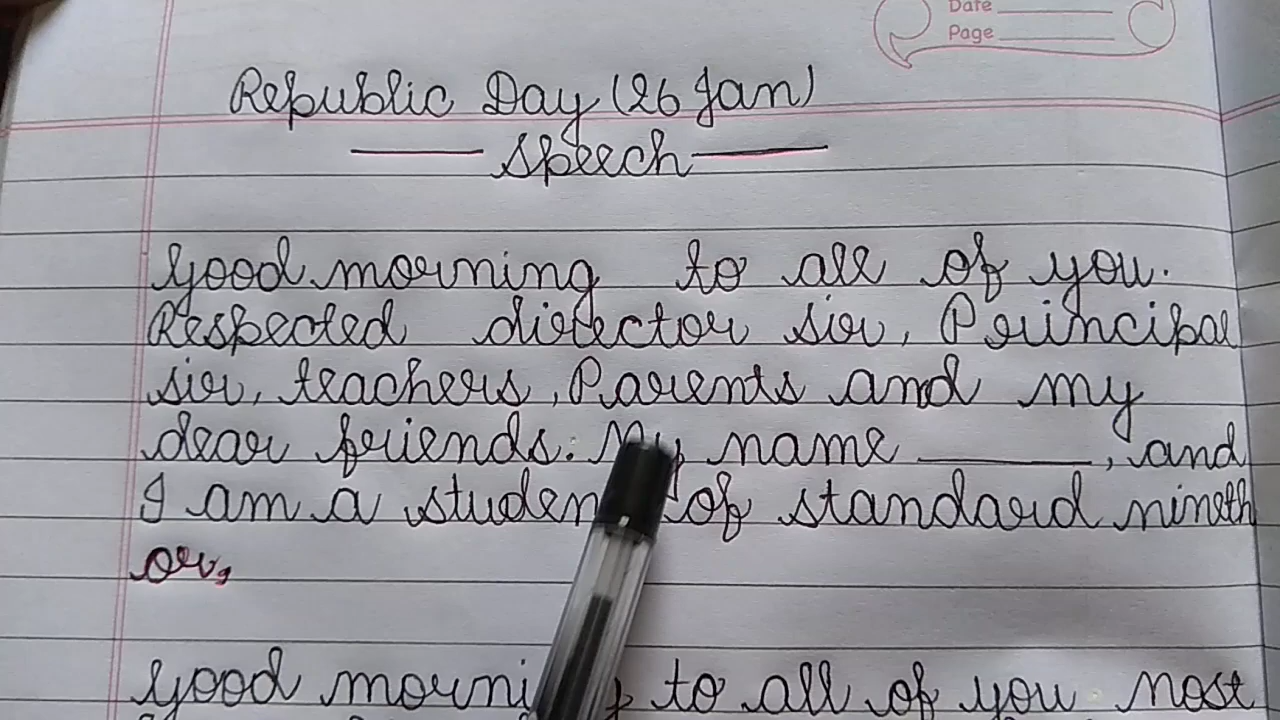 Date
Page
Republic Day (26 Jan)
Speech
Good morning to all of you.
Respected director sir, Principal
sir, teachers, Parents and my
dear friends. My name ______, and
I am a student of standard nineth
or,
Good morning to all of you most